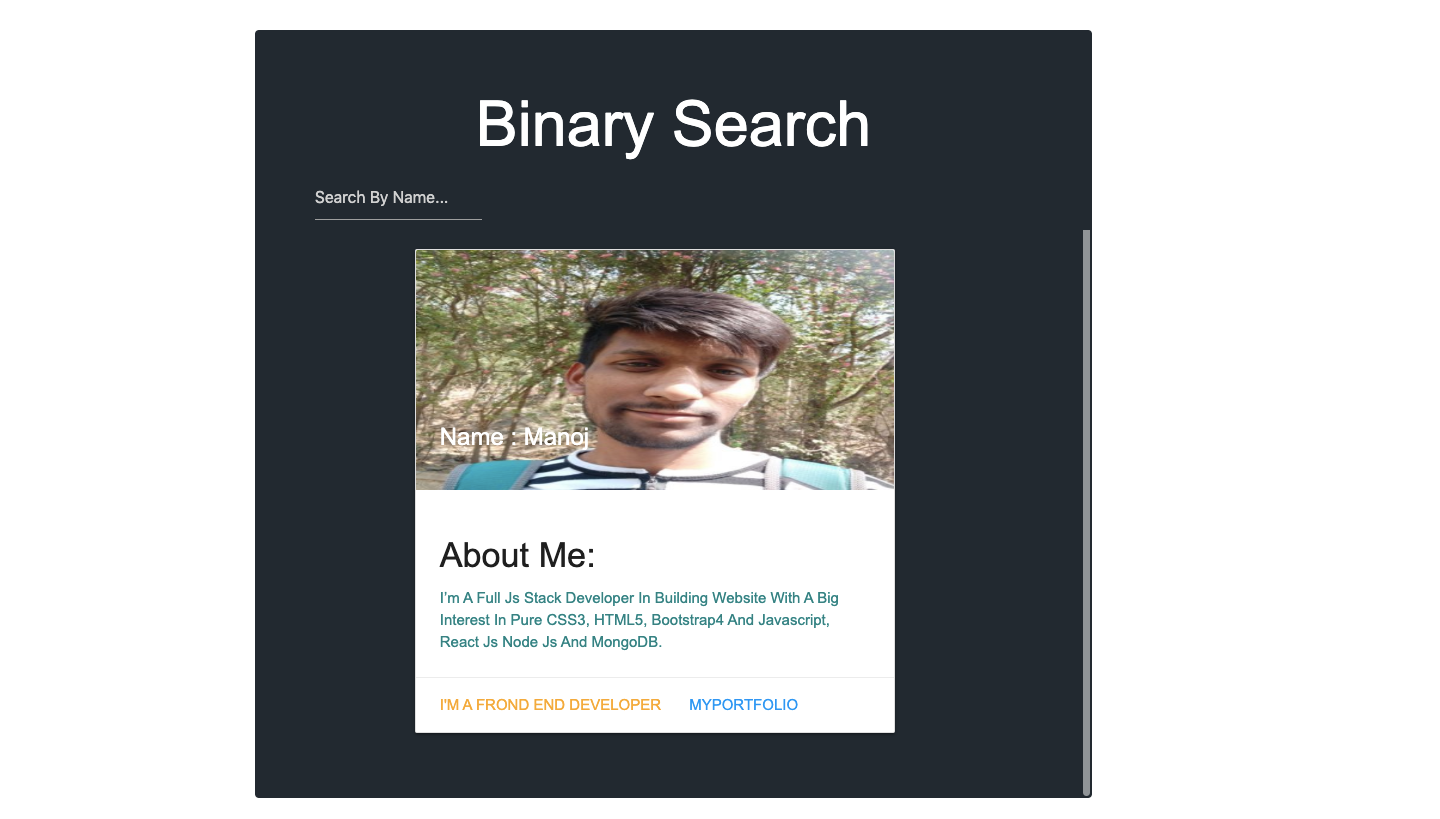 Binary Search
Search By Name...
Name : Manoj
About Me:
I'm A Full Js Stack Developer In Building Website With A Big
Interest In Pure CSS3, HTML5, Bootstrap4 And Javascript,
React Js Node Js And MongoDB.
I'M A FROND END DEVELOPER MYPORTFOLIO